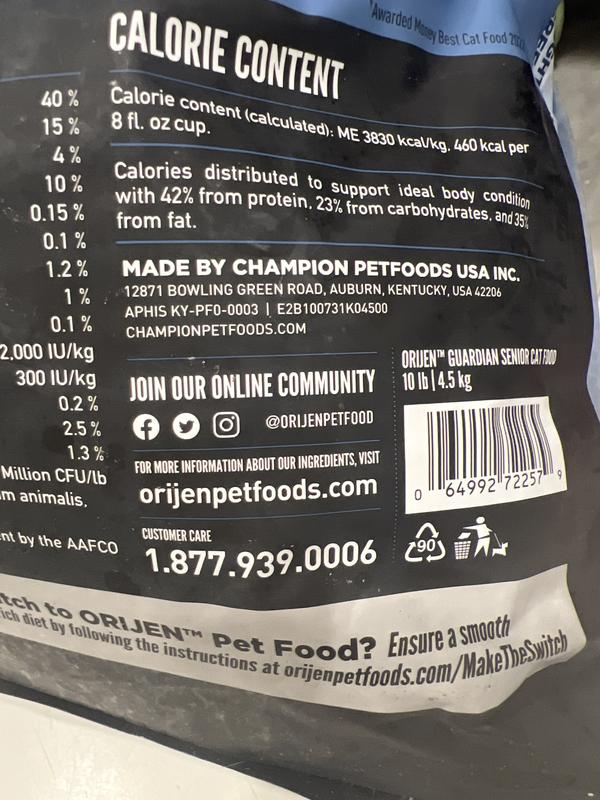 *Awarded Money Best Cat Food
CALORIE CONTENT
Calorie content (calculated): ME 3830 kcal/kg, 460 kcal per
8 fl. oz cup.
Calories distributed to support ideal body condition
with 42% from protein, 23% from carbohydrates, and 35%
from fat.
40 %
15 %
4 %
10 %
0.15 %
0.1 %
1.2 %
1 %
0.1 %
2,000 IU/kg
300 IU/kg
0.2 %
2.5 %
1.3 %
Million CFU/lb
m animalis,
nt by the AAFCO
MADE BY CHAMPION PETFOODS USA INC.
12871 BOWLING GREEN ROAD, AUBURN, KENTUCKY, USA 42206
APHIS KY-PF0-0003 | E2B100731K04500
CHAMPIONPETFOODS.COM
JOIN OUR ONLINE COMMUNITY
@ORIJENPETFOOD
FOR MORE INFORMATION ABOUT OUR INGREDIENTS, VISIT
orijenpetfoods.com
CUSTOMER CARE
1.877.939.0006
ORIJEN™ GUARDIAN SENIOR CAT FOOD
10 lb | 4.5 kg
0 64992 72257 9
90
tch to ORIJEN™ Pet Food? Ensure a smooth
ich diet by following the instructions at orijenpetfoods.com/MakeTheSwitch